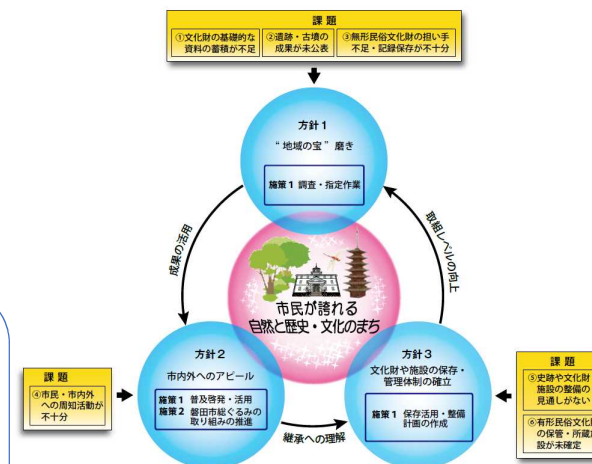 課題
①文化財の基礎的な
資料の蓄積が不足
②遺跡・古墳の
成果が未公表
③無形民俗文化財の担い手
不足・記録保存が不十分
方針1
“地域の宝”磨き
施策1 調査・指定作業
成果の活用
取組レベルの向上
市民が誇れる
自然と歴史・文化のまち
方針2
市内外へのアピール
施策1 普及啓発・活用
施策2 磐田市総ぐるみの
取り組みの推進
方針3
文化財や施設の保存・
管理体制の確立
施策1 保存活用・整備
計画の作成
継承への理解
課題
④市民・市内外
への周知活動が
不十分
課題
⑤史跡や文化財
施設の整備の
見通しがない
⑥有形民俗文化
の保管・所蔵
設が未確定